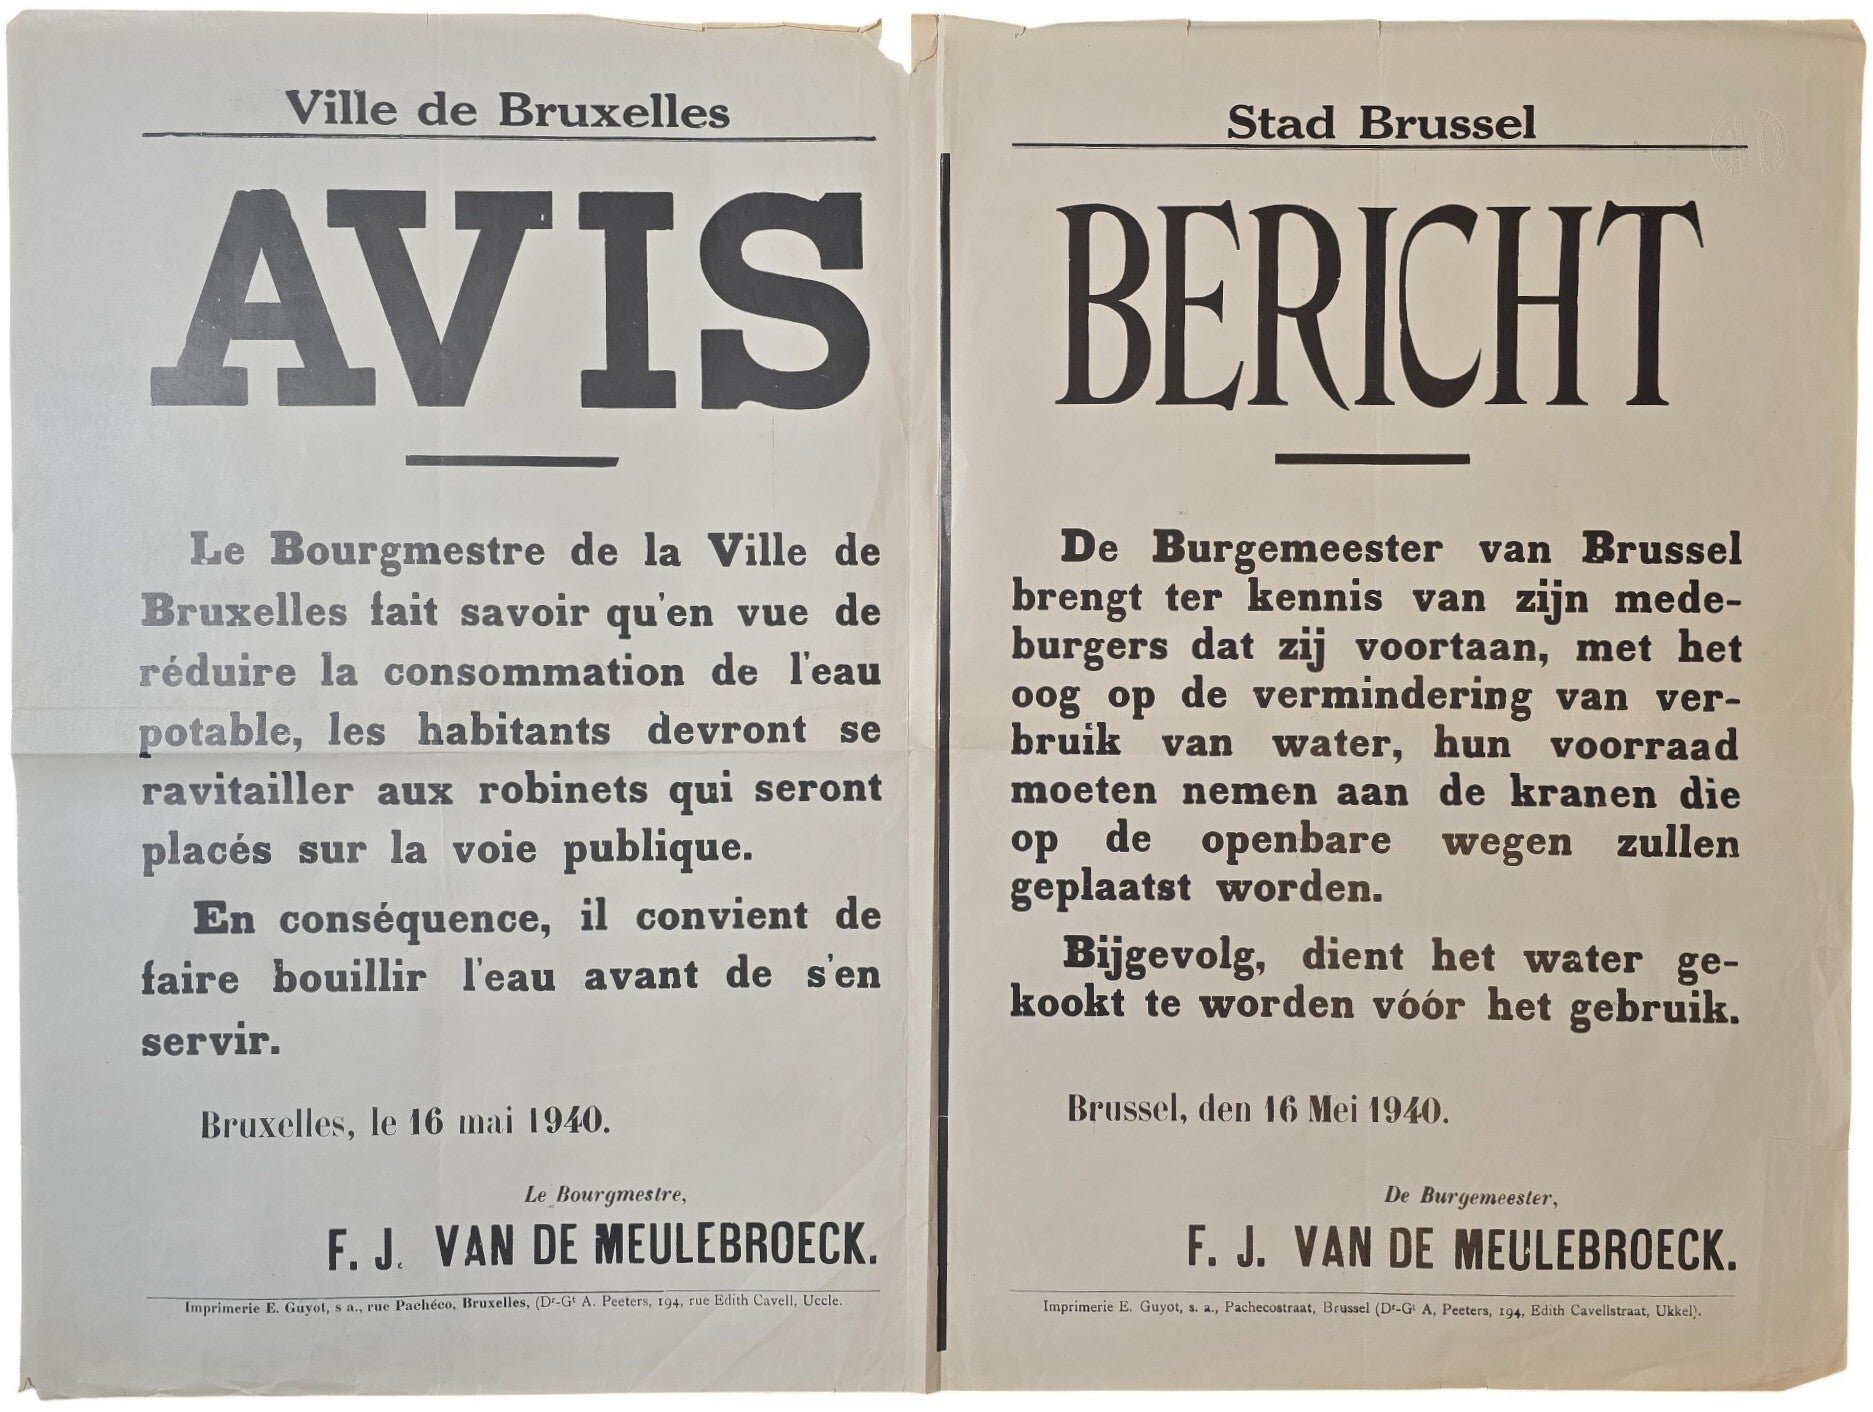 Ville de Bruxelles
AVIS
Le Bourgmestre de la Ville de
Bruxelles fait savoir qu'en vue de
réduire la consommation de l'eau
potable, les habitants devront se
ravitailler aux robinets qui seront
placés sur la voie publique.
En conséquence, il convient de
faire bouillir l'eau avant de s'en
servir.
Bruxelles, le 16 mai 1940.
Le Bourgmestre,
F. J. VAN DE MEULEBROECK.
Imprimerie E. Guyot, s a., rue Pachéco, Bruxelles, (Dr-Gt A. Peeters, 194, rue Edith Cavell, Uccle.
Stad Brussel
BERICHT
De Burgemeester van Brussel
brengt ter kennis van zijn mede-
burgers dat zij voortaan, met het
oog op de vermindering van ver-
bruik van water, hun voorraad
moeten nemen aan de kranen die
op de openbare wegen zullen
geplaatst worden.
Bijgevolg, dient het water ge-
kookt te worden vóór het gebruik.
Brussel, den 16 Mei 1940.
De Burgemeester,
F. J. VAN DE MEULEBROECK.
Imprimerie E. Guyot, s. a., Pachecostraat, Brussel (Dr-Gt A, Peeters, 194, Edith Cavellstraat, Ukkel).